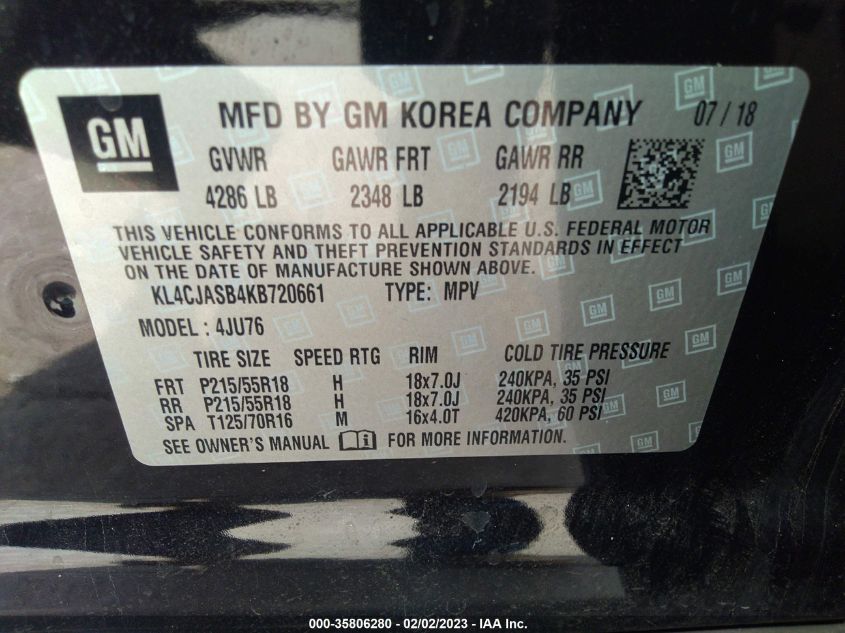 GM
MFD BY GM KOREA COMPANY 07/18
GVWR GAWR FRT GAWR RR
4286 LB 2348 LB 2194 LB
THIS VEHICLE CONFORMS TO ALL APPLICABLE U.S. FEDERAL MOTOR
VEHICLE SAFETY AND THEFT PREVENTION STANDARDS IN EFFECT
ON THE DATE OF MANUFACTURE SHOWN ABOVE.
KL4CJASB4KB720661 TYPE: MPV
MODEL: 4JU76
TIRE SIZE SPEED RTG RIM COLD TIRE PRESSURE
FRT P215/55R18 H 18x7.0J 240KPA, 35 PSI
RR P215/55R18 H 18x7.0J 240KPA, 35 PSI
SPA T125/70R16 M 16x4.0T 420KPA, 60 PSI
SEE OWNER'S MANUAL FOR MORE INFORMATION.
000-35806280 - 02/02/2023 - IAA Inc.